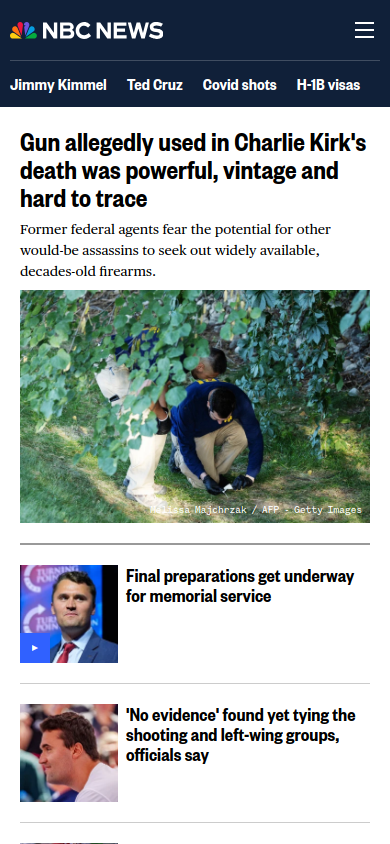 NBC NEWS
Jimmy Kimmel Ted Cruz Covid shots H-1B visas
Gun allegedly used in Charlie Kirk's
death was powerful, vintage and
hard to trace
Former federal agents fear the potential for other
would-be assassins to seek out widely available,
decades-old firearms.
Melissa Majchrzak / AFP - Getty Images
TURNING
Final preparations get underway
for memorial service
'No evidence' found yet tying the
shooting and left-wing groups,
officials say